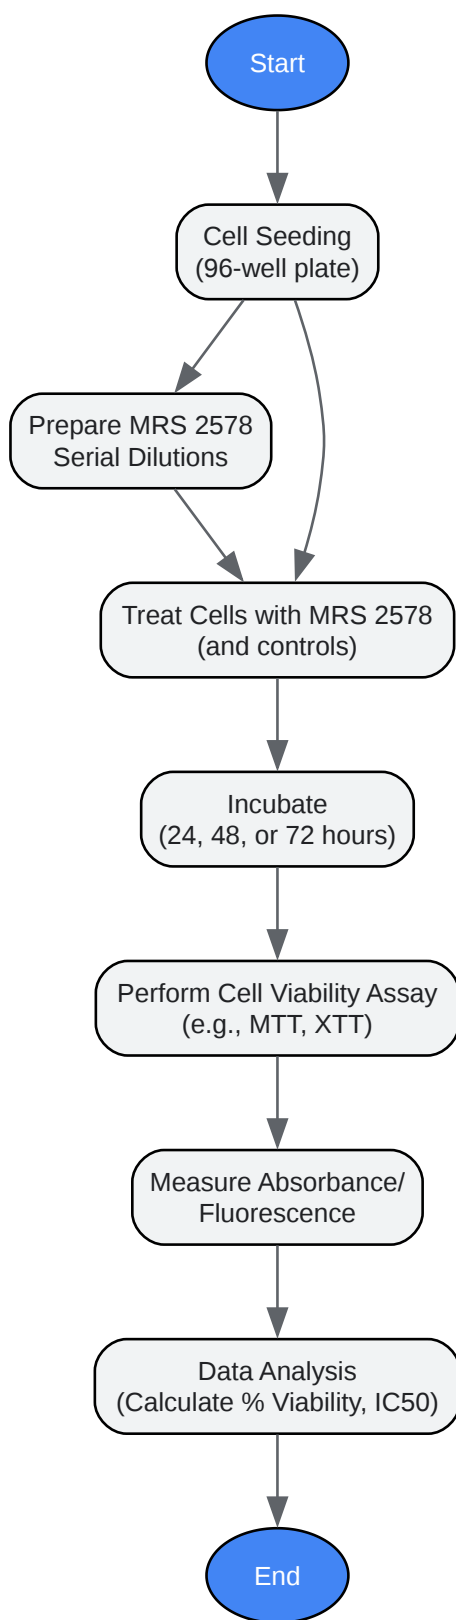 Start
Cell Seeding
(96-well plate)
Prepare MRS 2578
Serial Dilutions
Treat Cells with MRS 2578
(and controls)
Incubate
(24, 48, or 72 hours)
Perform Cell Viability Assay
(e.g., MTT, XTT)
Measure Absorbance/
Fluorescence
Data Analysis
(Calculate % Viability, IC50)
End